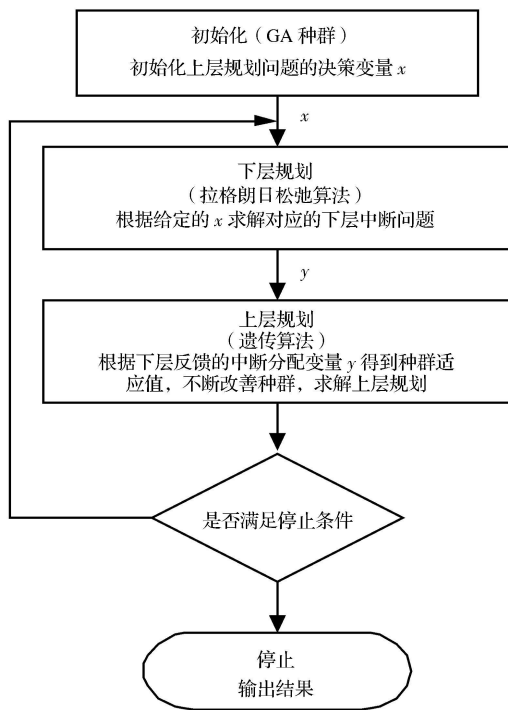 初始化（GA 种群）
初始化上层规划问题的决策变量 x
x
下层规划
（拉格朗日松弛算法）
根据给定的 x 求解对应的下层中断问题
y
上层规划
（遗传算法）
根据下层反馈的中断分配变量 y 得到种群适
应值，不断改善种群，求解上层规划
是否满足停止条件
停止
输出结果